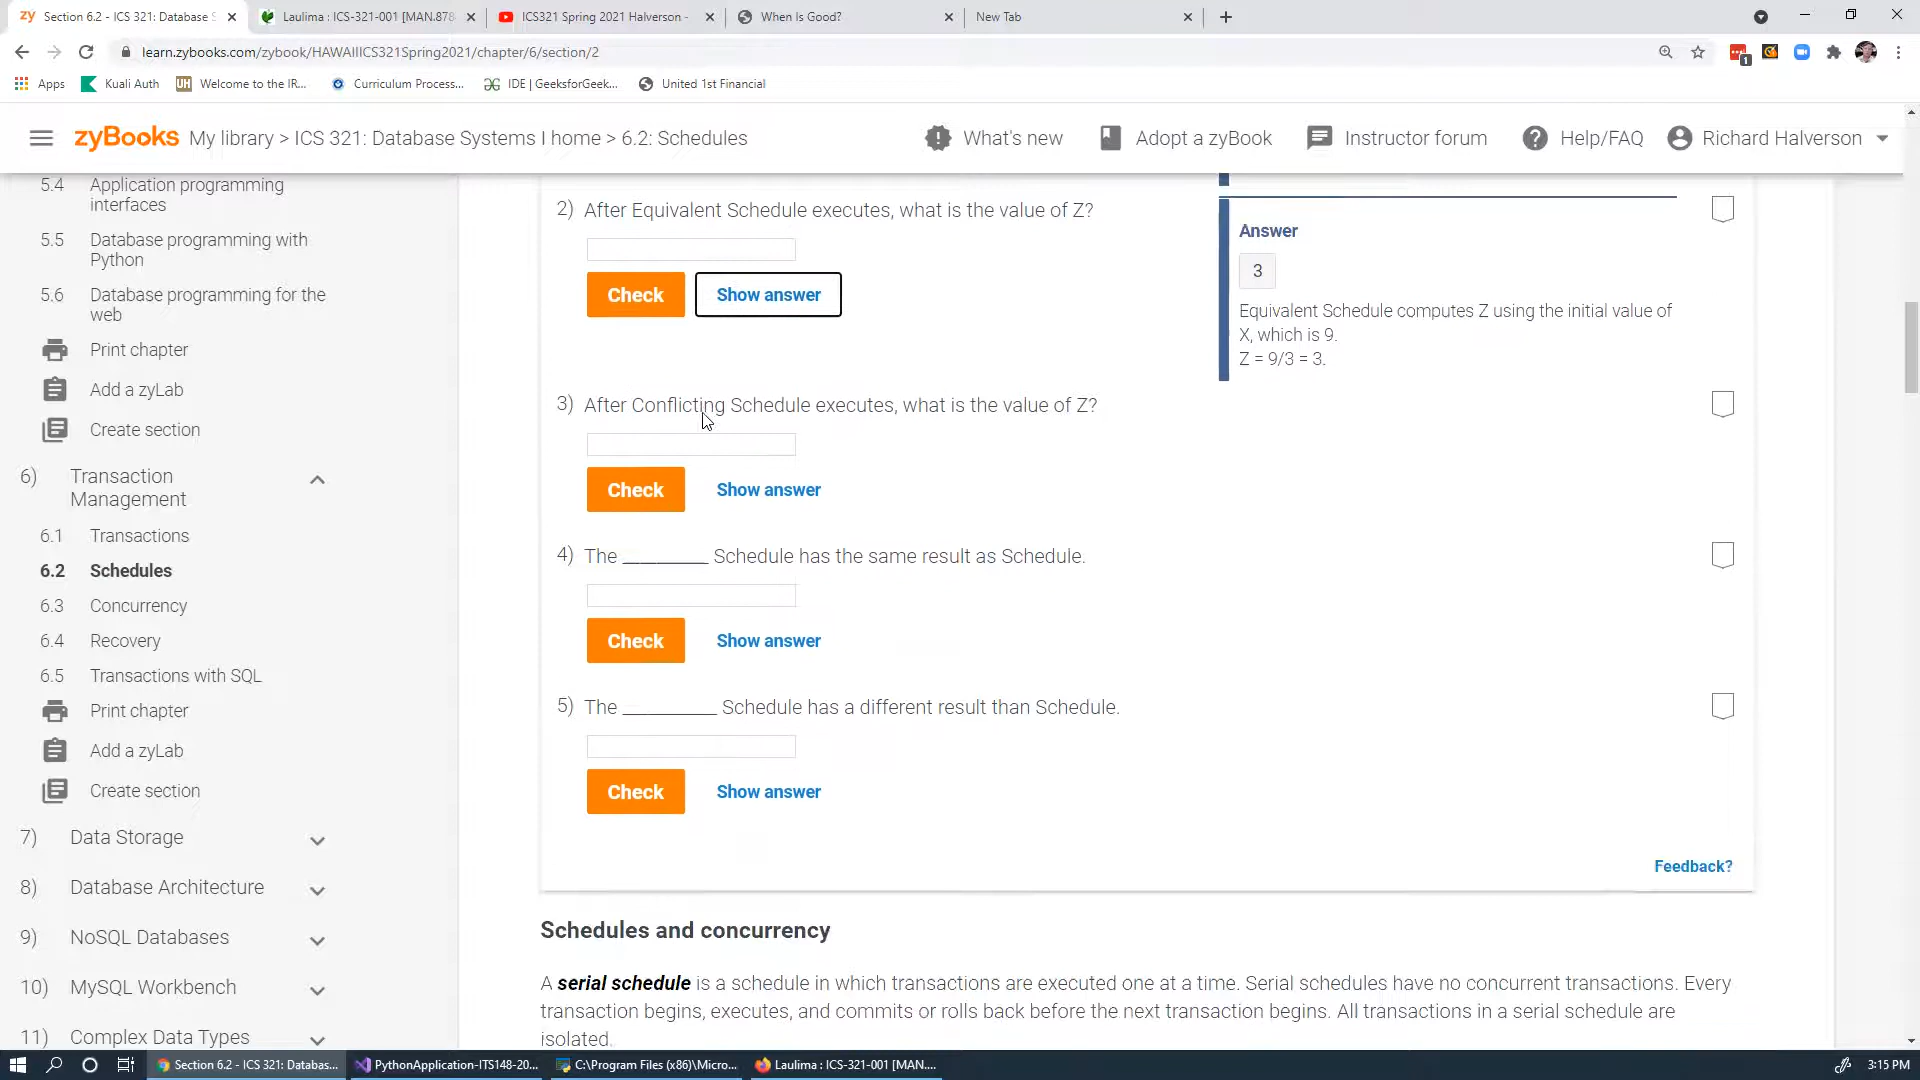 Section 6.2 - ICS 321: Database S
Laulima : ICS-321-001 [MAN.878
ICS321 Spring 2021 Halverson -
When Is Good?
New Tab
learn.zybooks.com/zybook/HAWAIIICS321Spring2021/chapter/6/section/2
1
Apps
Kuali Auth
Welcome to the IR...
Curriculum Process...
IDE | GeeksforGeek...
United 1st Financial
zyBooks My library > ICS 321: Database Systems I home > 6.2: Schedules
What's new
Adopt a zyBook
Instructor forum
Help/FAQ
Richard Halverson
5.4 Application programming
interfaces
5.5 Database programming with
Python
5.6 Database programming for the
web
Print chapter
Add a zyLab
Create section
6) Transaction
Management
6.1 Transactions
6.2 Schedules
6.3 Concurrency
6.4 Recovery
6.5 Transactions with SQL
Print chapter
Add a zyLab
Create section
7) Data Storage
8) Database Architecture
9) NoSQL Databases
10) MySQL Workbench
11) Complex Data Types
2) After Equivalent Schedule executes, what is the value of Z?
Check Show answer
Answer
3
Equivalent Schedule computes Z using the initial value of
X, which is 9.
Z = 9/3 = 3.
3) After Conflicting Schedule executes, what is the value of Z?
Check Show answer
4) The ________ Schedule has the same result as Schedule.
Check Show answer
5) The _________ Schedule has a different result than Schedule.
Check Show answer
Feedback?
Schedules and concurrency
A serial schedule is a schedule in which transactions are executed one at a time. Serial schedules have no concurrent transactions. Every
transaction begins, executes, and commits or rolls back before the next transaction begins. All transactions in a serial schedule are
isolated.
Section 6.2 - ICS 321: Databas...
PythonApplication-ITS148-20...
C:\Program Files (x86)\Micro...
Laulima : ICS-321-001 [MAN....
3:15 PM